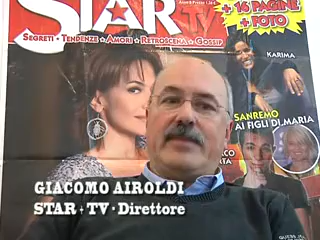 STAR
TV
+ 16 PAGINE
+ FOTO
SEGRETI • TENDENZE • AMORI • RETROSCENA • GOSSIP
KARIMA
SANREMO
AI FIGLI DI MARIA
GIACOMO AIROLDI
STAR + TV • Direttore